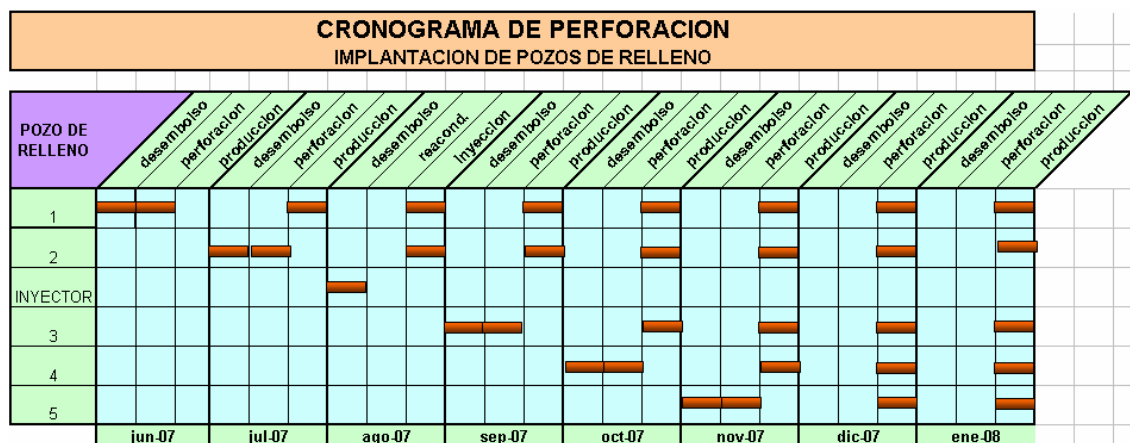 CRONOGRAMA DE PERFORACION
IMPLANTACION DE POZOS DE RELLENO
POZO DE
RELLENO
desembolso
perforacion
produccion
desembolso
perforacion
produccion
desembolso
reacond.
Inyeccion
desembolso
perforacion
produccion
desembolso
perforacion
produccion
desembolso
perforacion
produccion
desembolso
perforacion
produccion
desembolso
perforacion
produccion
1
2
INYECTOR
3
4
5
jun-07 jul-07 ago-07 sep-07 oct-07 nov-07 dic-07 ene-08